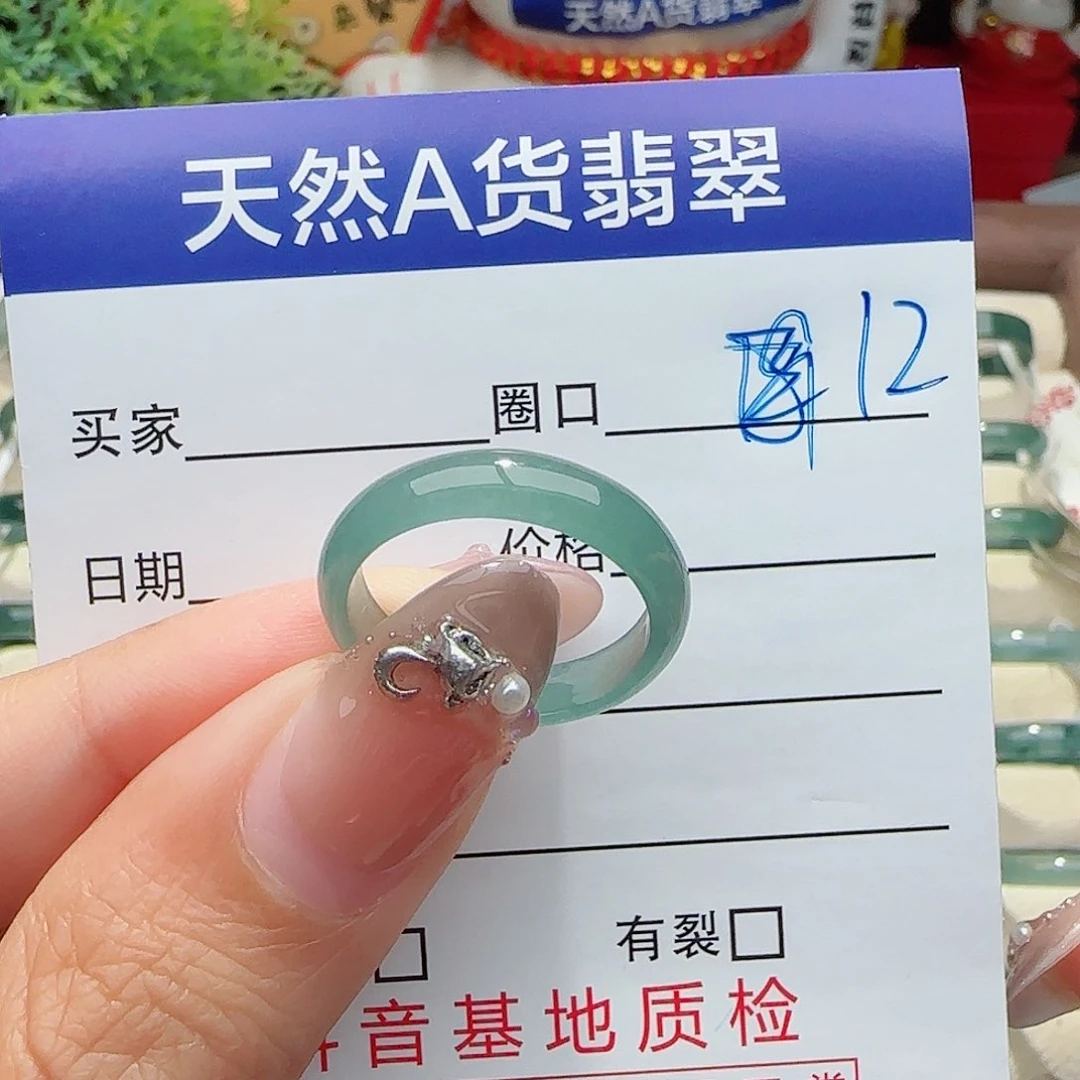 天然A货翡翠
天然A货翡翠
买家 圈口 12
日期 价格
有裂
音基地质检